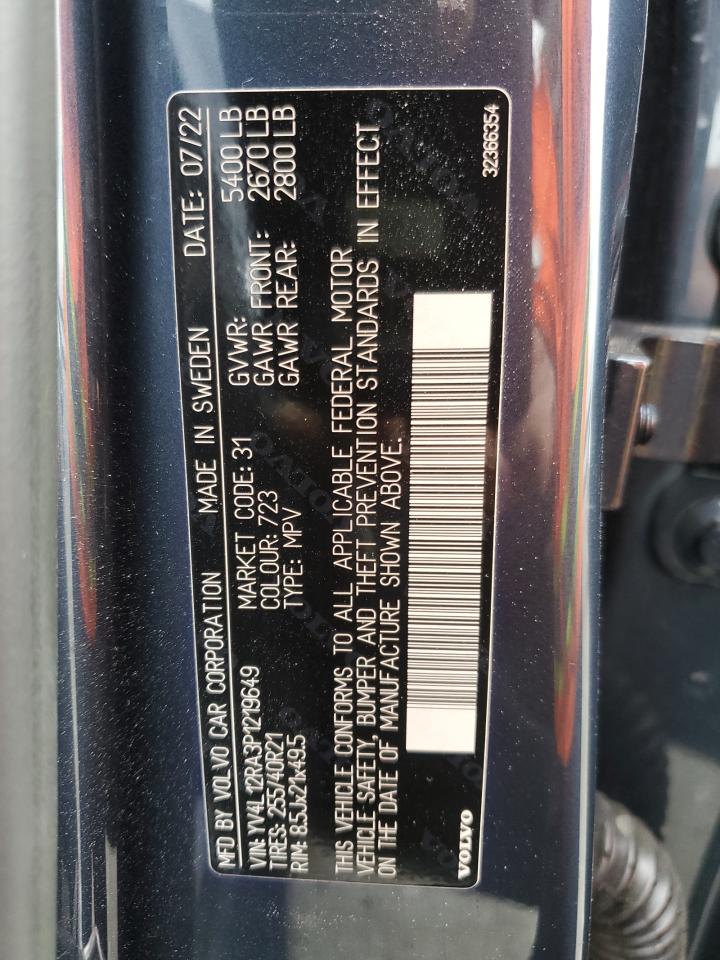 MFD BY VOLVO CAR CORPORATION MADE IN SWEDEN DATE: 07/22
VIN: YV4L12RA3P1219649 MARKET CODE: 31 GVWR: 5400 LB
TIRES: 255/40R21 COLOUR: 723 GAWR FRONT: 2670 LB
RIM: 8.5Jx21x49.5 TYPE: MPV GAWR REAR: 2800 LB
THIS VEHICLE CONFORMS TO ALL APPLICABLE FEDERAL MOTOR
VEHICLE SAFETY, BUMPER AND THEFT PREVENTION STANDARDS IN EFFECT
ON THE DATE OF MANUFACTURE SHOWN ABOVE.
VOLVO 32366354